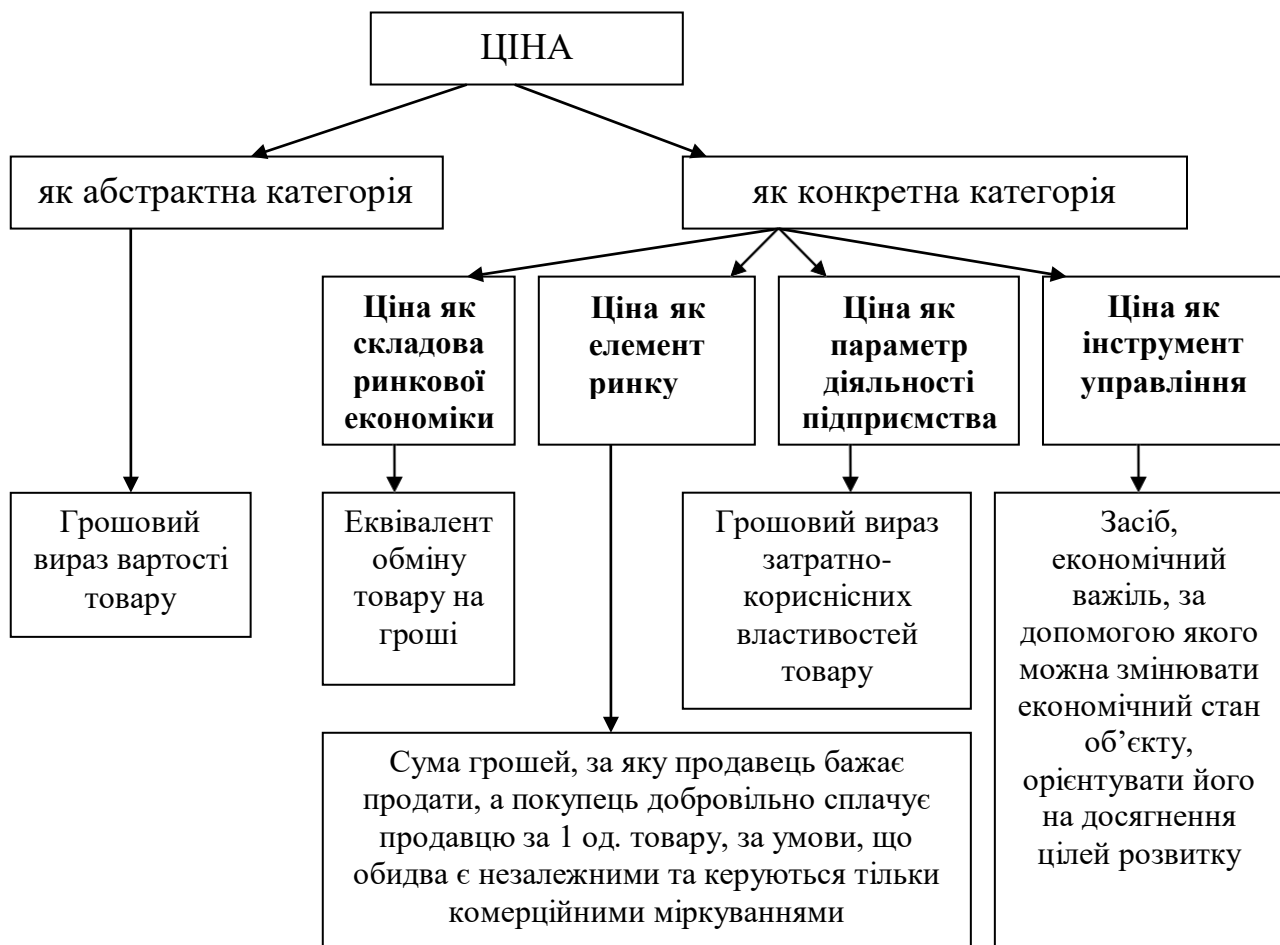 ЦІНА
як абстрактна категорія
як конкретна категорія
Ціна як
складова
ринкової
економіки
Ціна як
елемент
ринку
Ціна як
параметр
діяльності
підприємства
Ціна як
інструмент
управління
Грошовий
вираз вартості
товару
Еквівалент
обміну
товару на
гроші
Грошовий вираз
затратно-
кориснісних
властивостей
товару
Засіб,
економічний
важіль, за
допомогою якого
можна змінювати
економічний стан
об’єкту,
орієнтувати його
на досягнення
цілей розвитку
Сума грошей, за яку продавець бажає
продати, а покупець добровільно сплачує
продавцю за 1 од. товару, за умови, що
обидва є незалежними та керуються тільки
комерційними міркуваннями